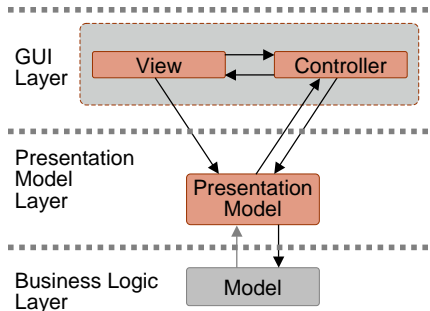 GUI
Layer
View
Controller
Presentation
Model
Layer
Presentation
Model
Business Logic
Layer
Model